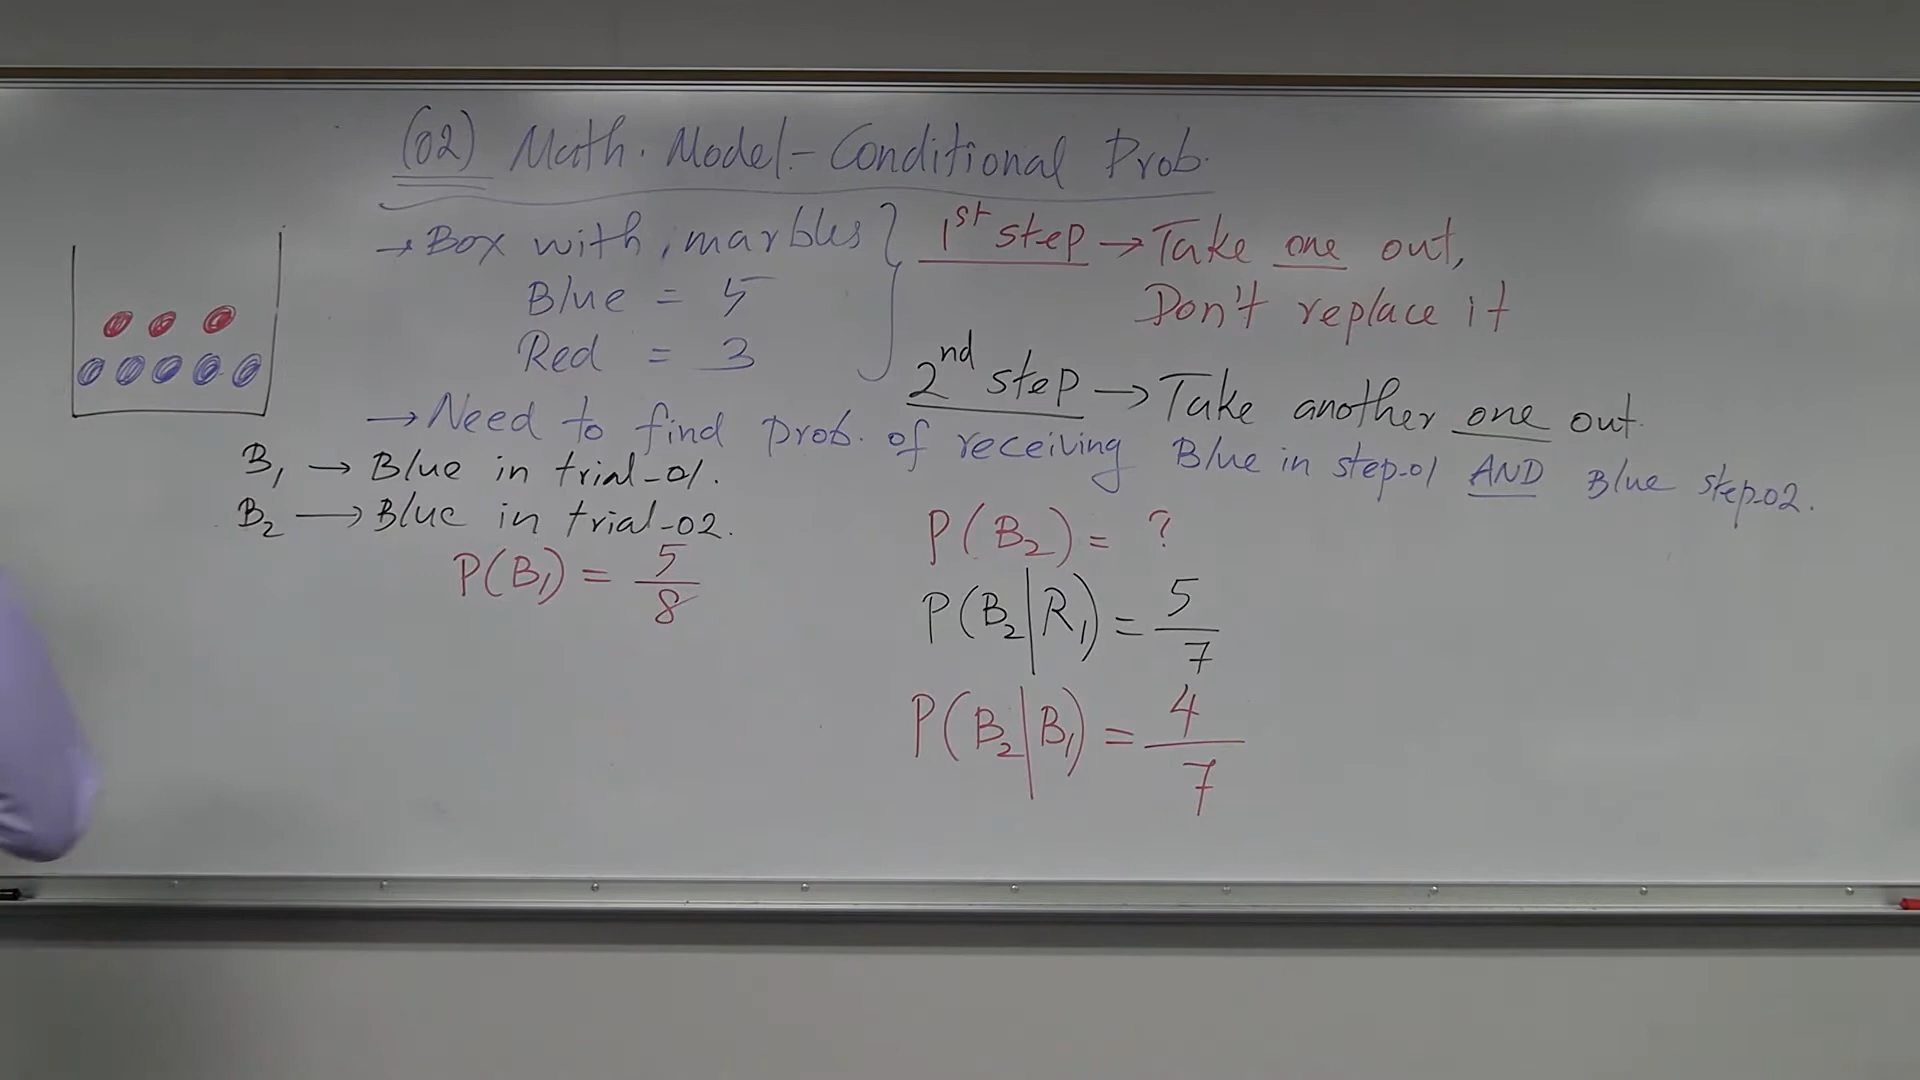 (02) Math. Model - Conditional Prob.
→ Box with, marbles
Blue = 5
Red = 3
1st step → Take one out,
Don't replace it
2nd step → Take another one out.
→ Need to find prob. of receiving Blue in step-01 AND Blue step-02.
B1 → Blue in trial-01.
B2 → Blue in trial-02.
P(B1) = 5/8
P(B2) = ?
P(B2|R1) = 5/7
P(B2|B1) = 4/7